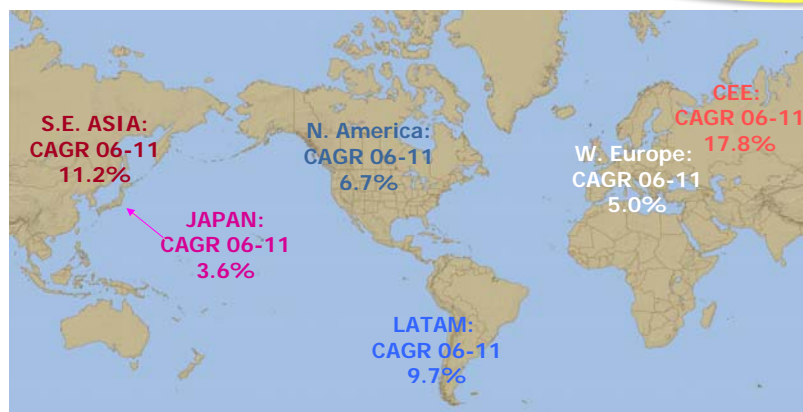 S.E. ASIA:
CAGR 06-11
11.2%
JAPAN:
CAGR 06-11
3.6%
N. America:
CAGR 06-11
6.7%
LATAM:
CAGR 06-11
9.7%
W. Europe:
CAGR 06-11
5.0%
CEE:
CAGR 06-11
17.8%